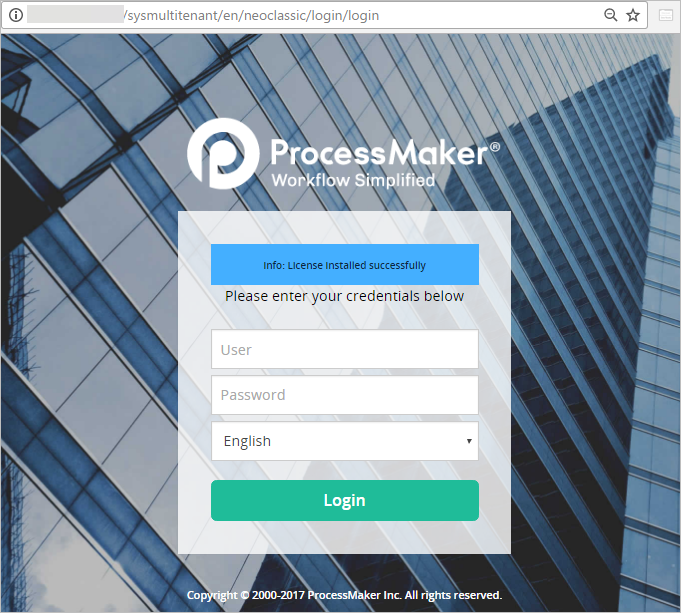 /sysmultitenant/en/neoclassic/login/login
ProcessMaker®
Workflow Simplified
Info: License Installed successfully
Please enter your credentials below
User
Password
English
Login
Copyright © 2000-2017 ProcessMaker Inc. All rights reserved.